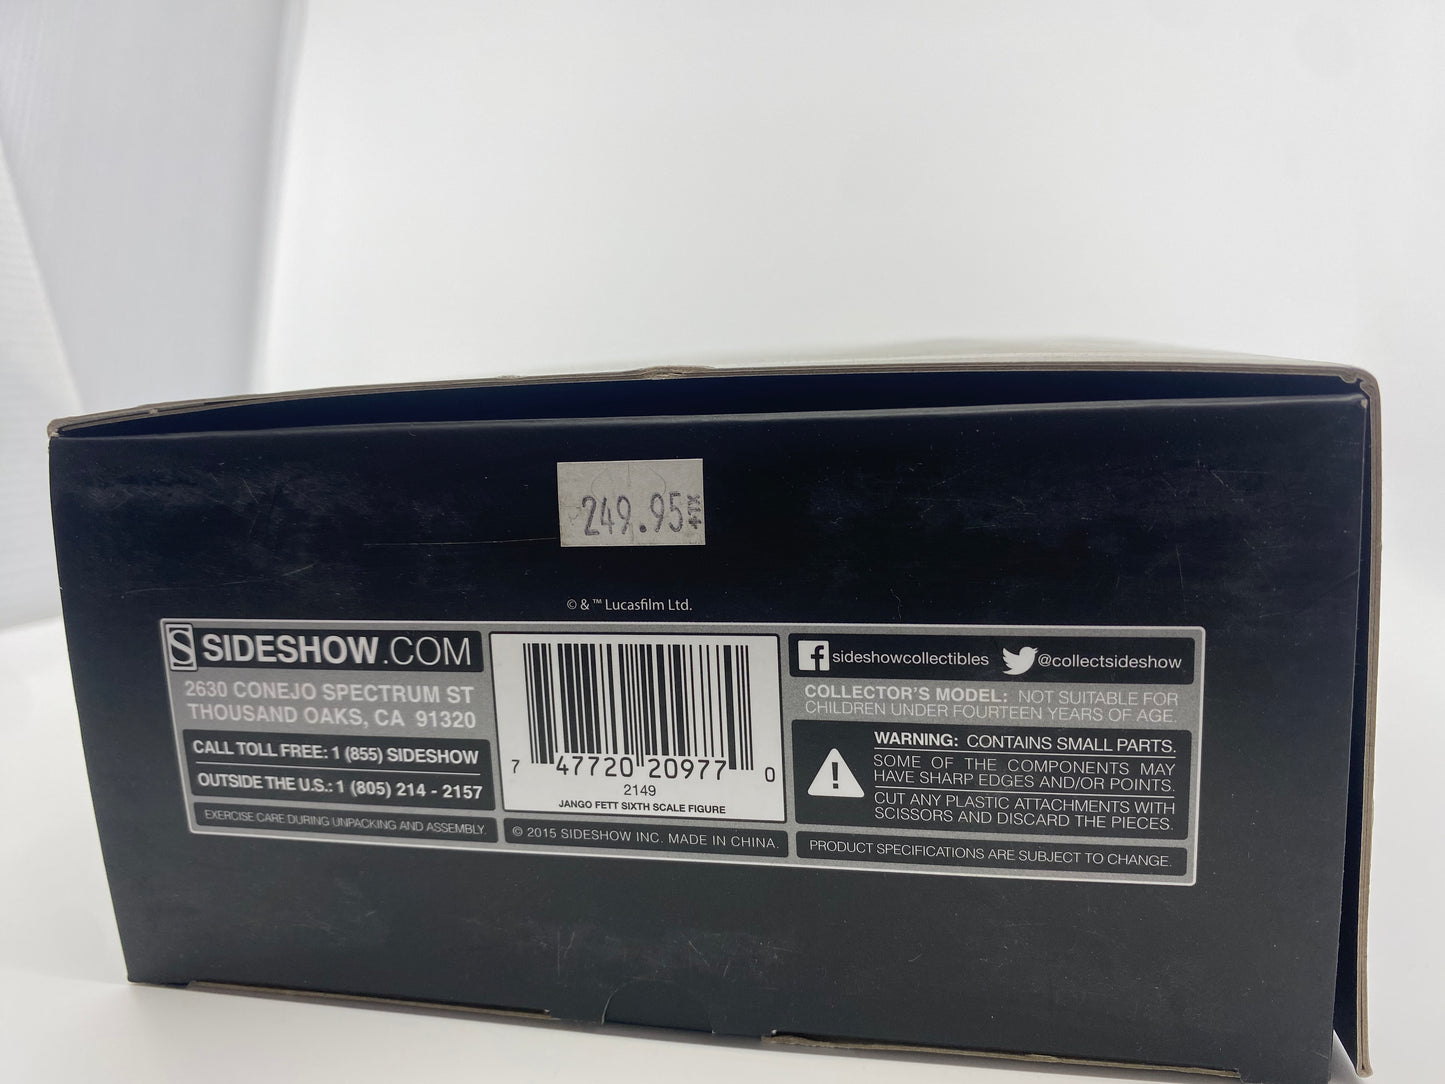 249.95 +TX
© & ™ Lucasfilm Ltd.
S SIDESHOW.COM
2630 CONEJO SPECTRUM ST
THOUSAND OAKS, CA 91320
CALL TOLL FREE: 1 (855) SIDESHOW
OUTSIDE THE U.S.: 1 (805) 214 - 2157
EXERCISE CARE DURING UNPACKING AND ASSEMBLY.
7 47720 20977 0
2149
JANGO FETT SIXTH SCALE FIGURE
© 2015 SIDESHOW INC. MADE IN CHINA.
f sideshowcollectibles @collectsideshow
COLLECTOR'S MODEL: NOT SUITABLE FOR
CHILDREN UNDER FOURTEEN YEARS OF AGE.
WARNING: CONTAINS SMALL PARTS.
SOME OF THE COMPONENTS MAY
HAVE SHARP EDGES AND/OR POINTS.
CUT ANY PLASTIC ATTACHMENTS WITH
SCISSORS AND DISCARD THE PIECES.
PRODUCT SPECIFICATIONS ARE SUBJECT TO CHANGE.